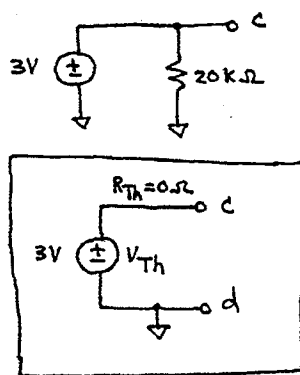 c
3V ±
20kΩ
R_Th=0Ω
c
3V ± V_Th
d